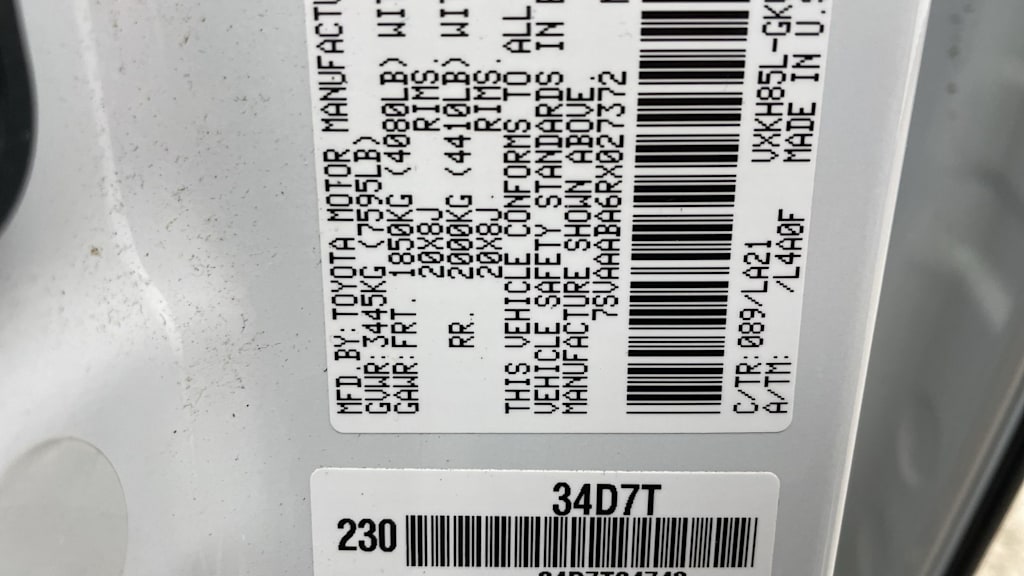 MFD.BY:TOYOTA MOTOR MANUFACTU
GVWR:3445KG(7595LB)
GAWR:FRT. 1850KG(4080LB) WIT
20X8J RIMS,
RR. 2000KG(4410LB) WIT
20X8J RIMS,
THIS VEHICLE CONFORMS TO ALL
VEHICLE SAFETY STANDARDS IN E
MANUFACTURE SHOWN ABOVE.
7SVAAABA6RX027372
C/TR:089/LA21 VXKH85L-GK
A/TM: /L4A0F MADE IN U.S
34D7T
230